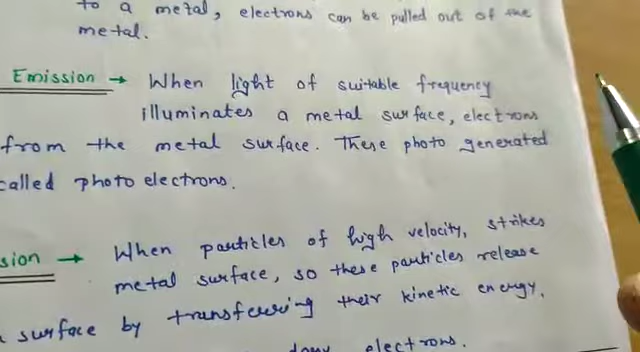 to a metal, electrons can be pulled out of the
metal.
Emission → When light of suitable frequency
illuminates a metal surface, electrons
from the metal surface. These photo generated
called photo electrons.
sion → When particles of high velocity, strikes
metal surface, so these particles release
surface by transferring their kinetic energy.
electrons.